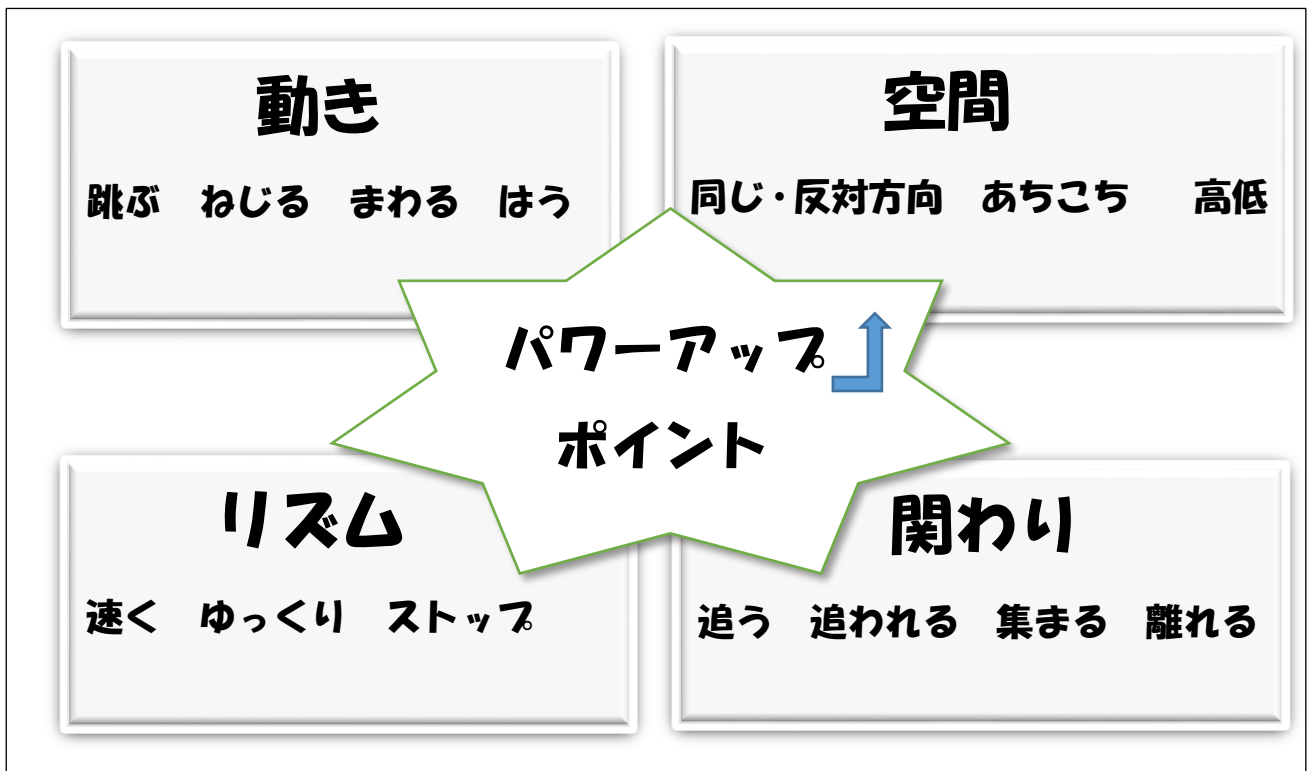 動き
跳ぶ　ねじる　まわる　はう
空間
同じ・反対方向　あちこち　高低
パワーアップ
ポイント
リズム
速く　ゆっくり　ストップ
関わり
追う　追われる　集まる　離れる